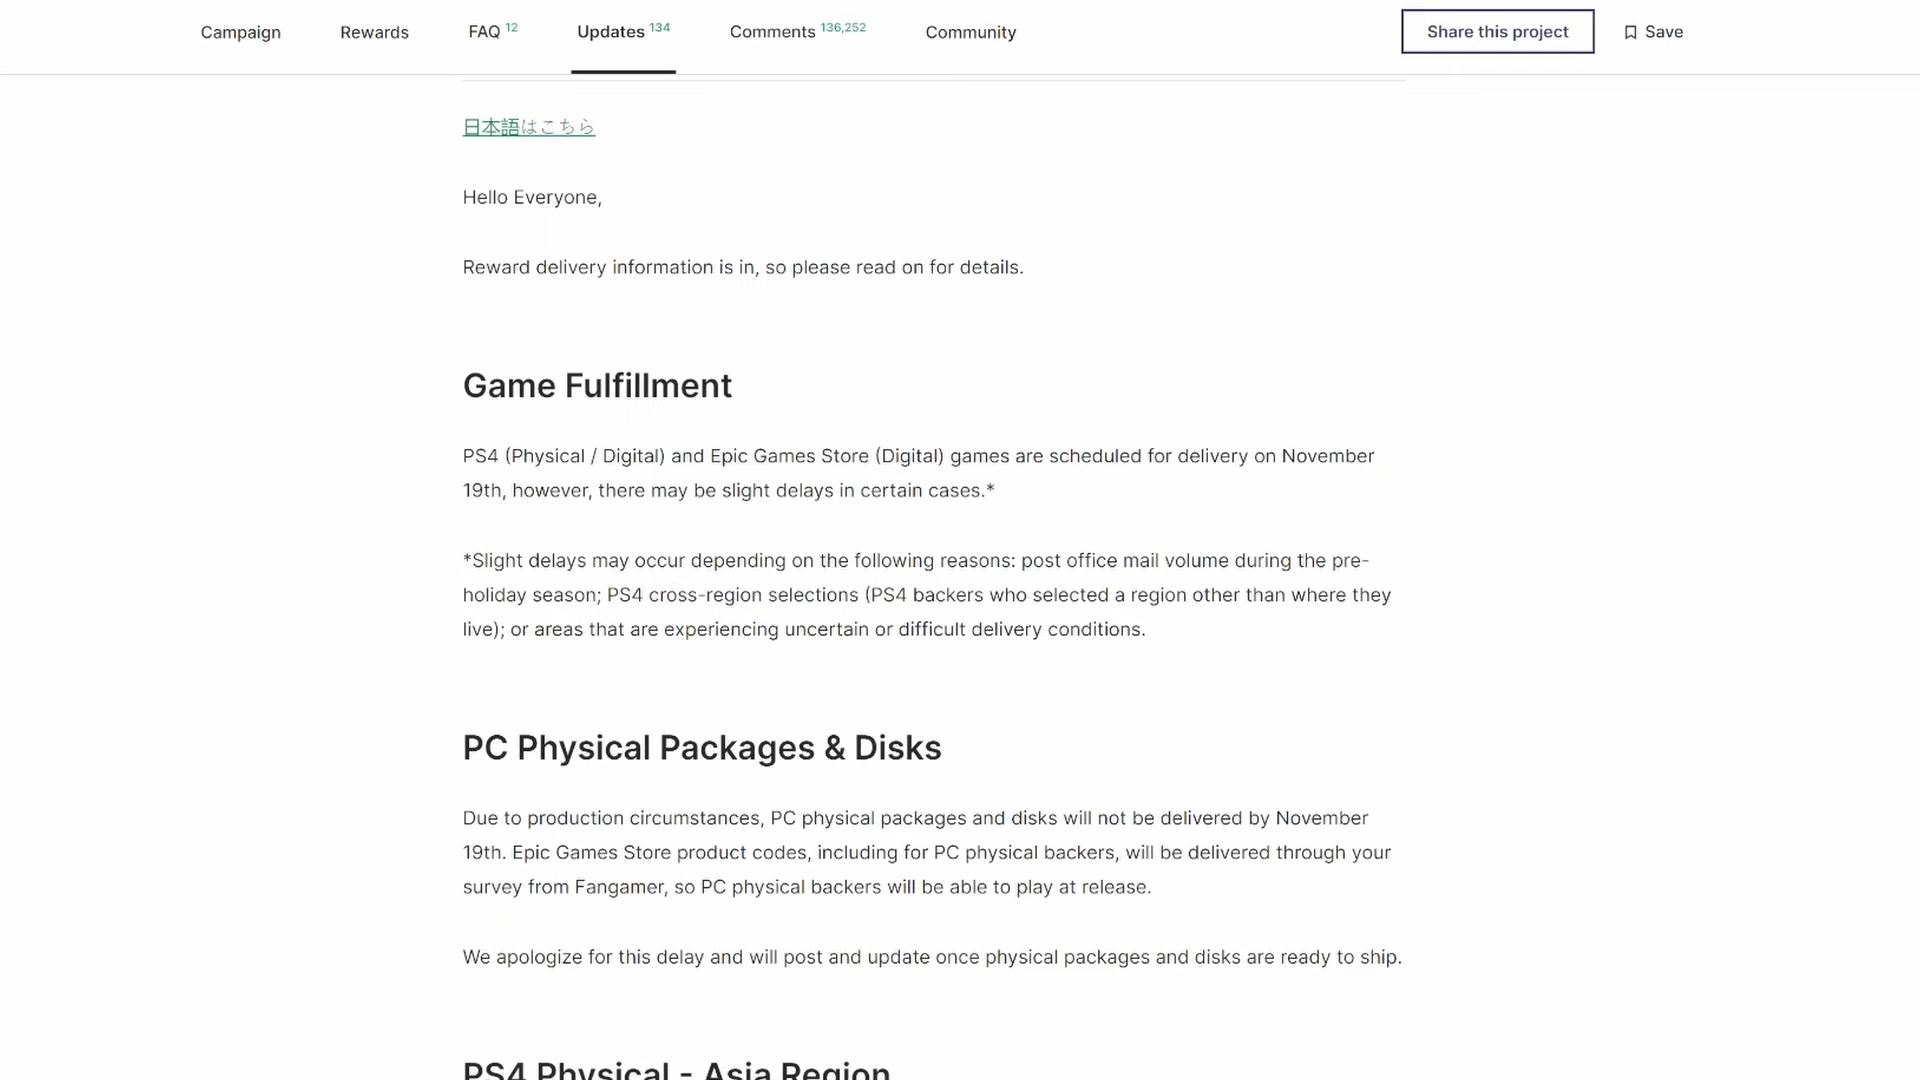 Campaign Rewards FAQ 12 Updates 134 Comments 136,252 Community Share this project Save
日本語はこちら
Hello Everyone,
Reward delivery information is in, so please read on for details.
Game Fulfillment
PS4 (Physical / Digital) and Epic Games Store (Digital) games are scheduled for delivery on November
19th, however, there may be slight delays in certain cases.*
*Slight delays may occur depending on the following reasons: post office mail volume during the pre-
holiday season; PS4 cross-region selections (PS4 backers who selected a region other than where they
live); or areas that are experiencing uncertain or difficult delivery conditions.
PC Physical Packages & Disks
Due to production circumstances, PC physical packages and disks will not be delivered by November
19th. Epic Games Store product codes, including for PC physical backers, will be delivered through your
survey from Fangamer, so PC physical backers will be able to play at release.
We apologize for this delay and will post and update once physical packages and disks are ready to ship.
PS4 Physical - Asia Region